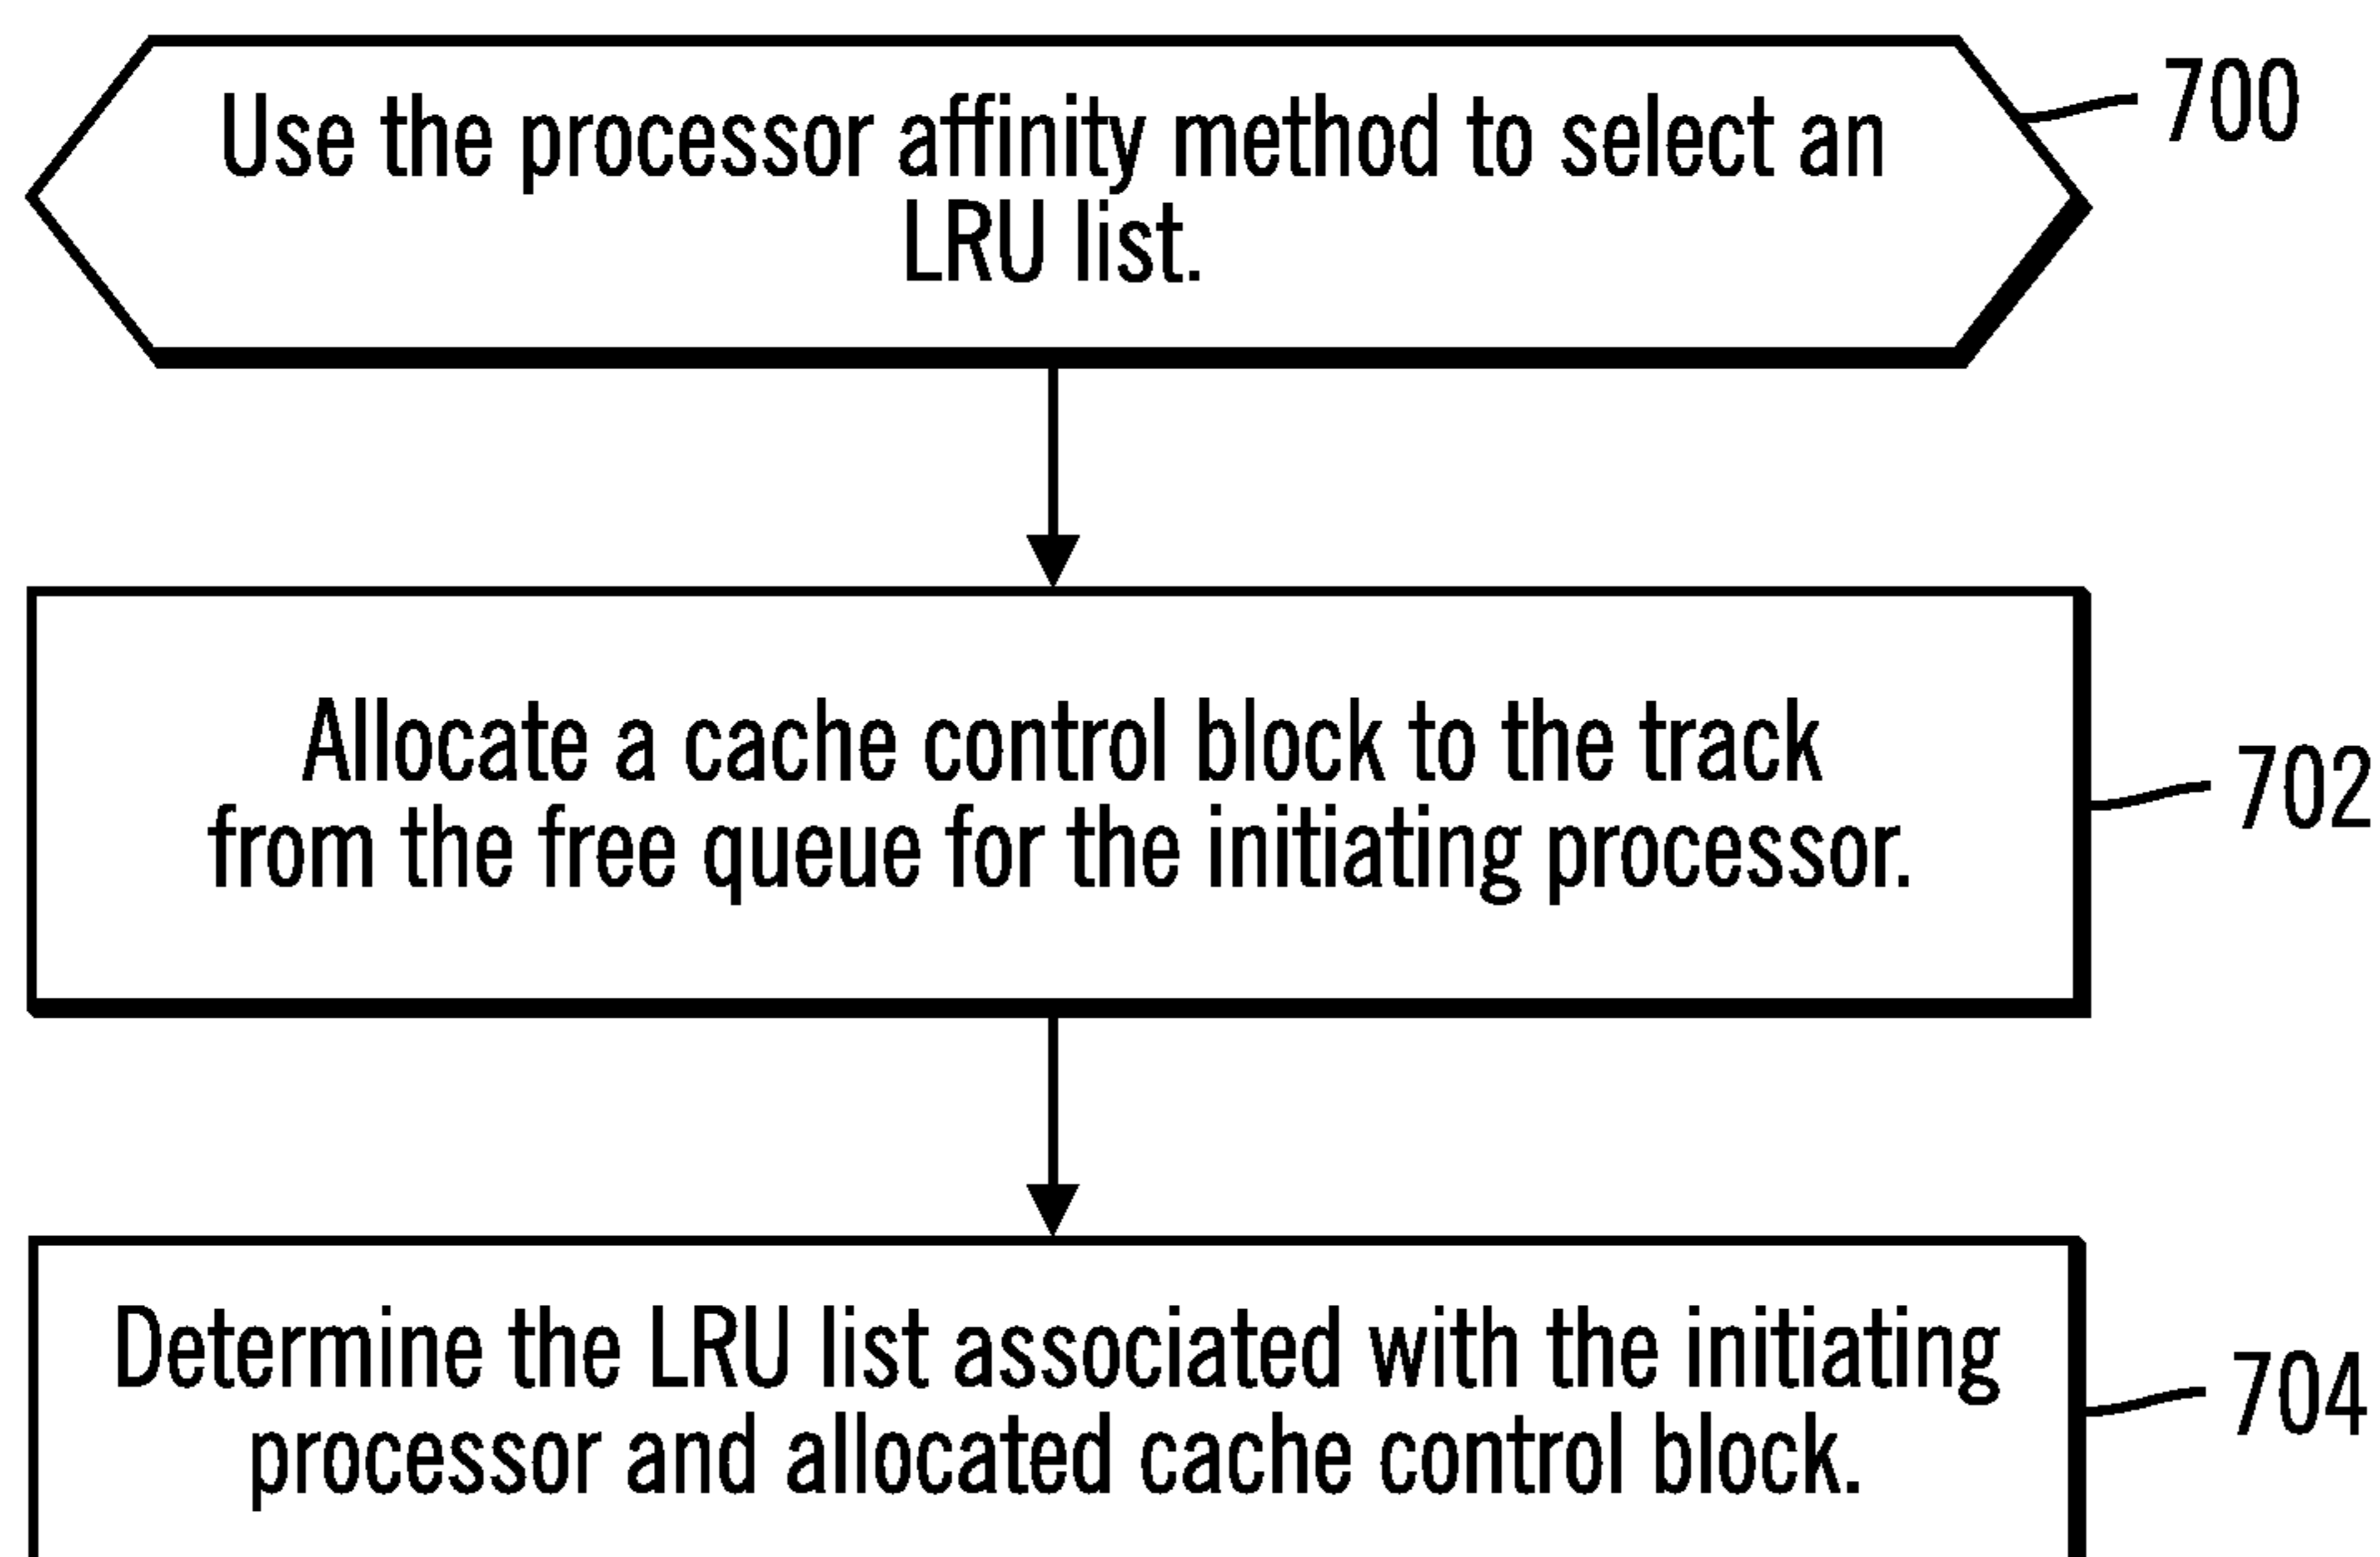 Use the processor affinity method to select an
LRU list.
700
Allocate a cache control block to the track
from the free queue for the initiating processor.
702
Determine the LRU list associated with the initiating
processor and allocated cache control block.
704